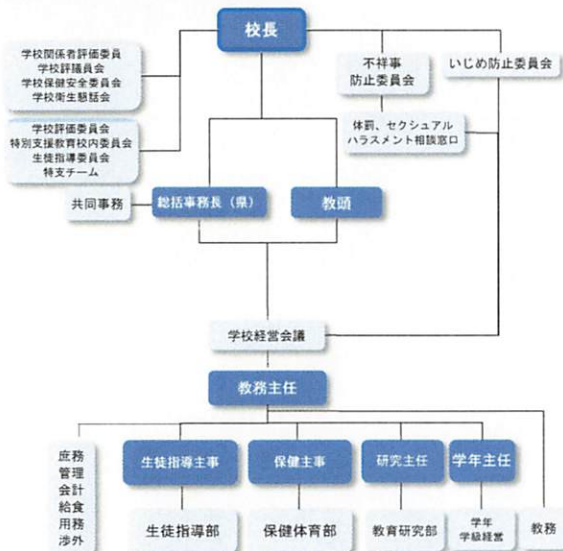 校長
学校関係者評価委員
学校評議員会
学校保健安全委員会
学校衛生懇話会
不祥事
防止委員会
いじめ防止委員会
体罰、セクシュアル
ハラスメント相談窓口
学校評価委員会
特別支援教育校内委員会
生徒指導委員会
特支チーム
共同事務
総括事務長（県）
教頭
学校経営会議
教務主任
庶務
管理
会計
給食
用務
渉外
生徒指導主事
保健主事
研究主任
学年主任
生徒指導部
保健体育部
教育研究部
学年
学級経営
教務